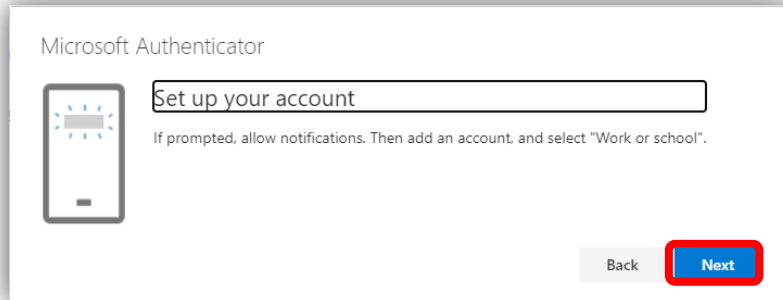 Microsoft Authenticator
Set up your account
If prompted, allow notifications. Then add an account, and select "Work or school".
Back
Next